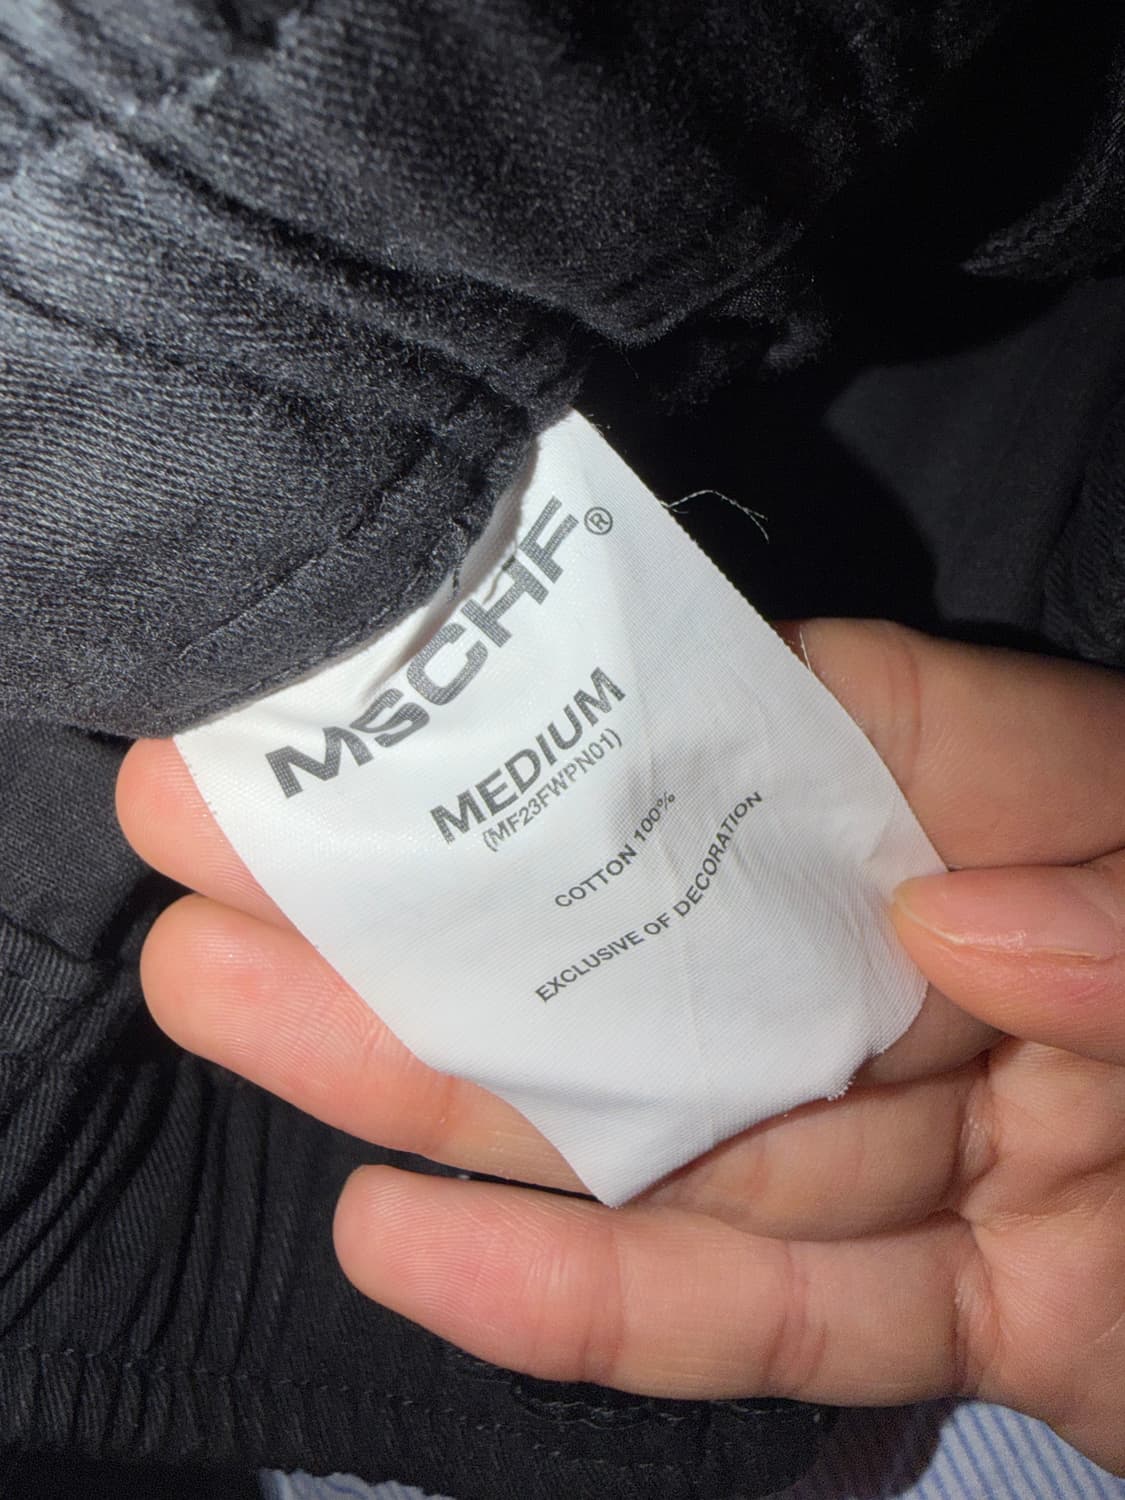 MSCHF®
MEDIUM
(MF23FWPN01)
COTTON 100%
EXCLUSIVE OF DECORATION